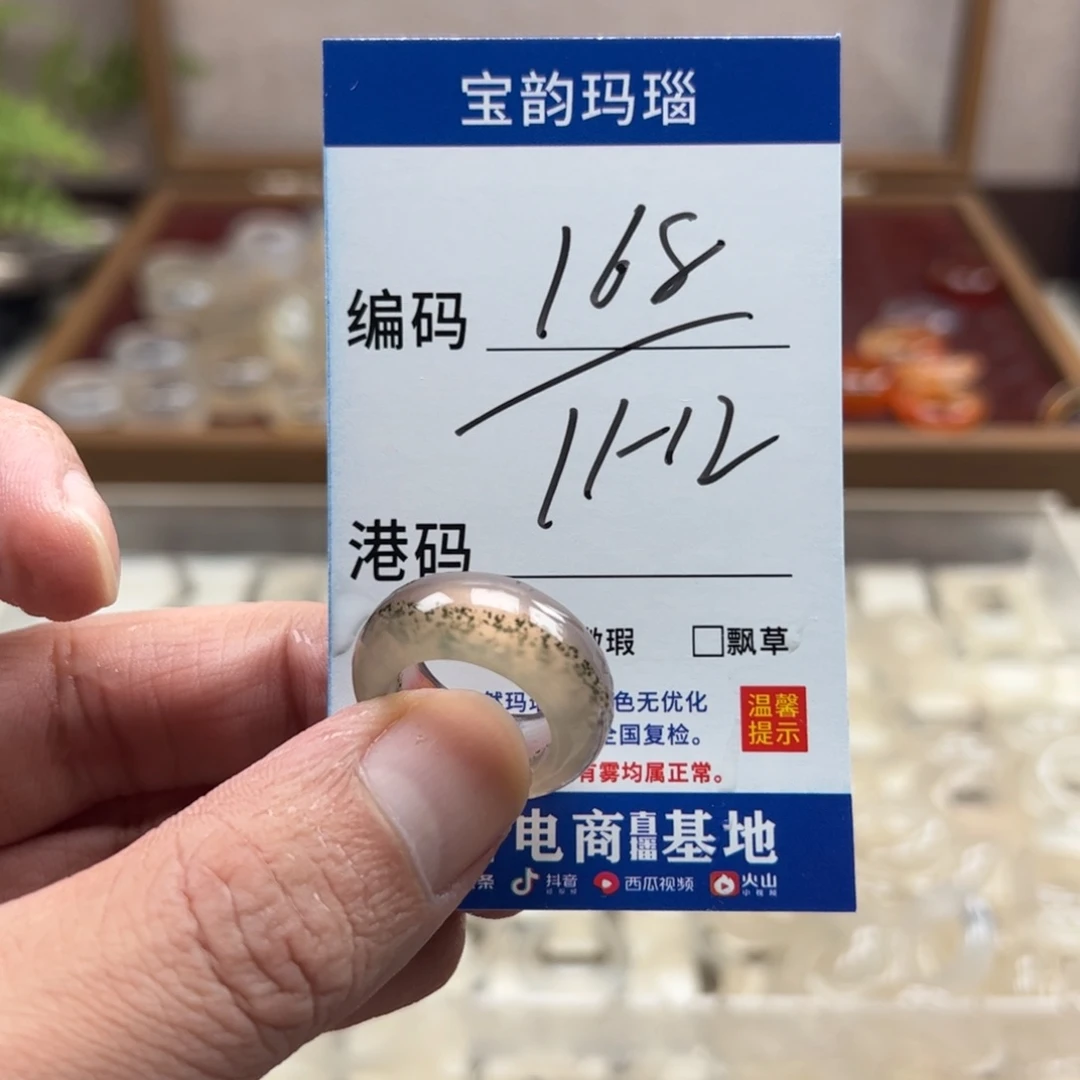 宝韵玛瑙
编码 168
11-12
港码
瑕 □飘草
色无优化
全国复检。
温馨
提示
有雾均属正常。
电商直播基地
条 抖音 西瓜视频 火山